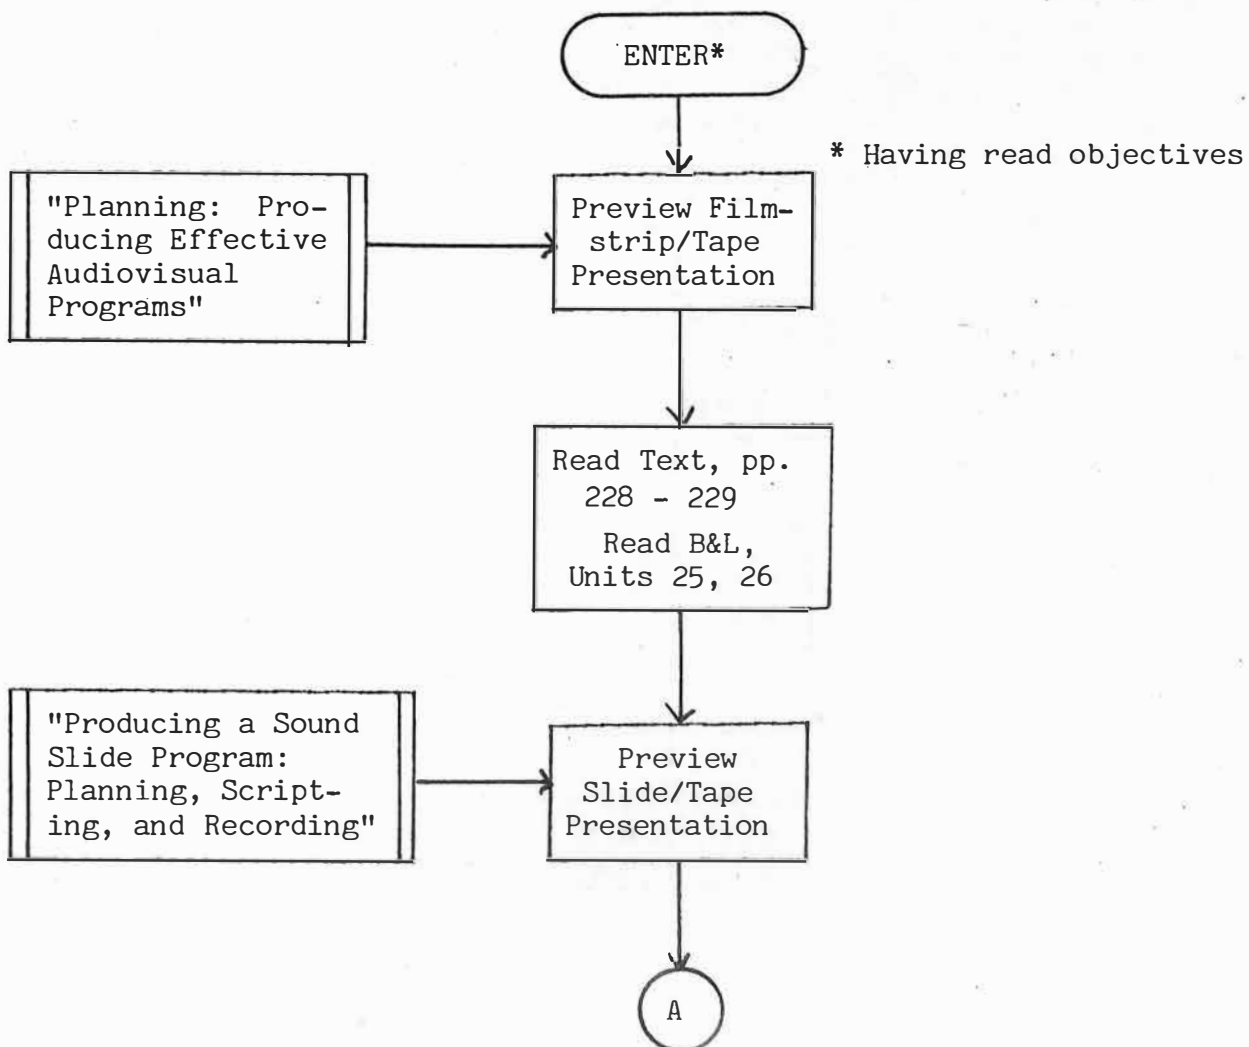 ENTER*
* Having read objectives
"Planning: Pro-
ducing Effective
Audiovisual
Programs"
Preview Film-
strip/Tape
Presentation
Read Text, pp.
228 - 229
Read B&L,
Units 25, 26
"Producing a Sound
Slide Program:
Planning, Script-
ing, and Recording"
Preview
Slide/Tape
Presentation
A